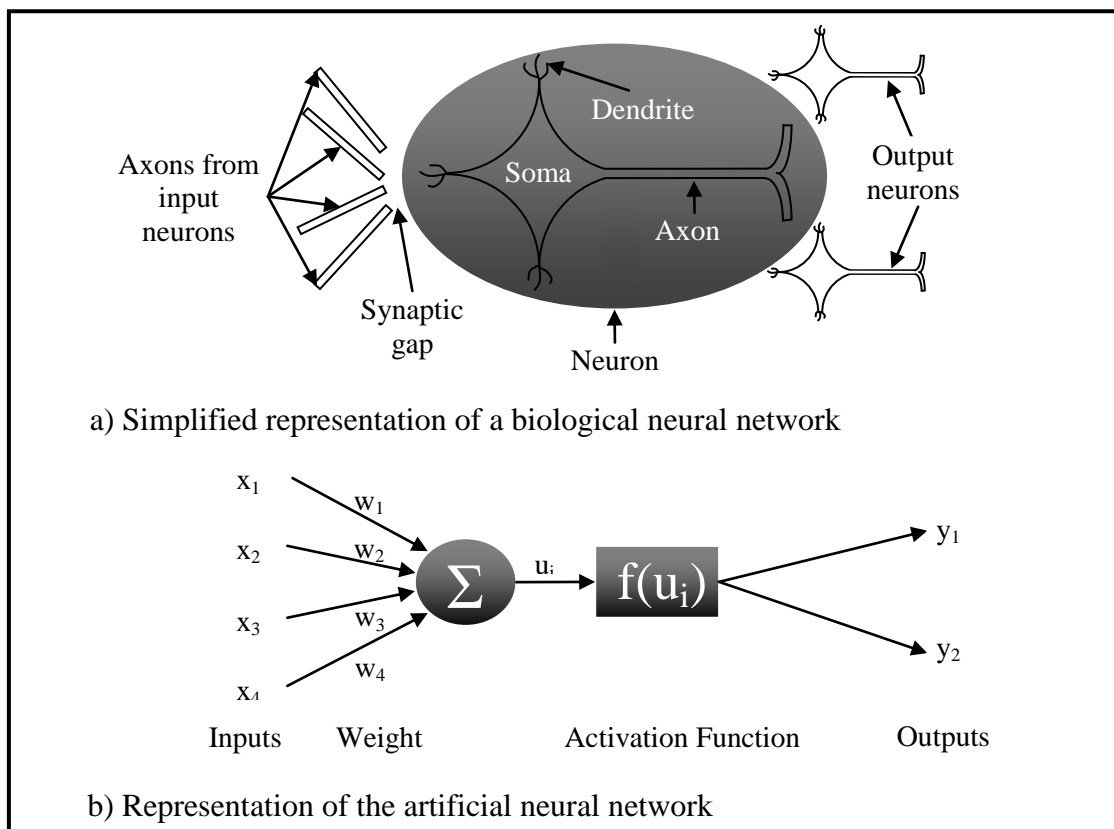 Dendrite
Axons from
input
neurons
Soma
Output
neurons
Axon
Synaptic
gap
Neuron
a) Simplified representation of a biological neural network
x₁
w₁
x₂
w₂
Σ
uᵢ
f(uᵢ)
y₁
x₃
w₃
y₂
w₄
x₄
Inputs
Weight
Activation Function
Outputs
b) Representation of the artificial neural network